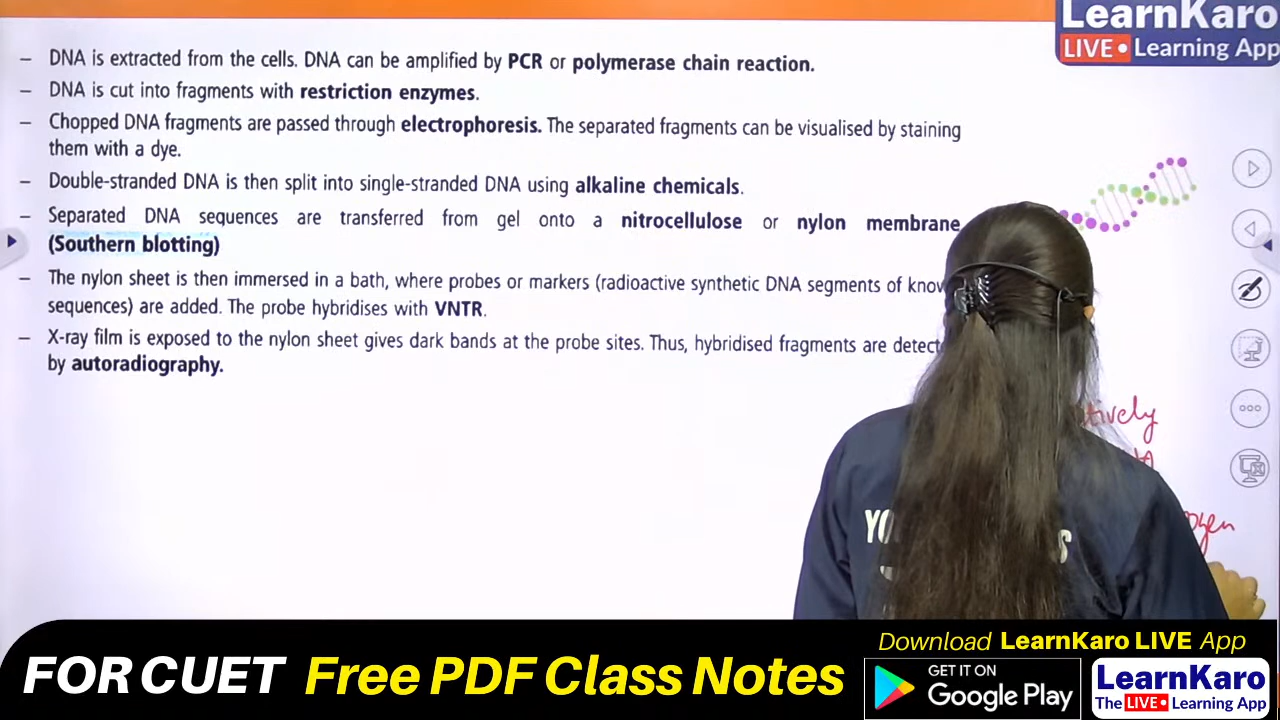 LearnKaro
LIVE • Learning App
– DNA is extracted from the cells. DNA can be amplified by PCR or polymerase chain reaction.
– DNA is cut into fragments with restriction enzymes.
– Chopped DNA fragments are passed through electrophoresis. The separated fragments can be visualised by staining
them with a dye.
– Double-stranded DNA is then split into single-stranded DNA using alkaline chemicals.
– Separated DNA sequences are transferred from gel onto a nitrocellulose or nylon membrane
(Southern blotting)
– The nylon sheet is then immersed in a bath, where probes or markers (radioactive synthetic DNA segments of
sequences) are added. The probe hybridises with VNTR.
– X-ray film is exposed to the nylon sheet gives dark bands at the probe sites. Thus, hybridised fragments are
by autoradiography.
FOR CUET Free PDF Class Notes
Download LearnKaro LIVE App
GET IT ON
Google Play
LearnKaro
The LIVE • Learning App